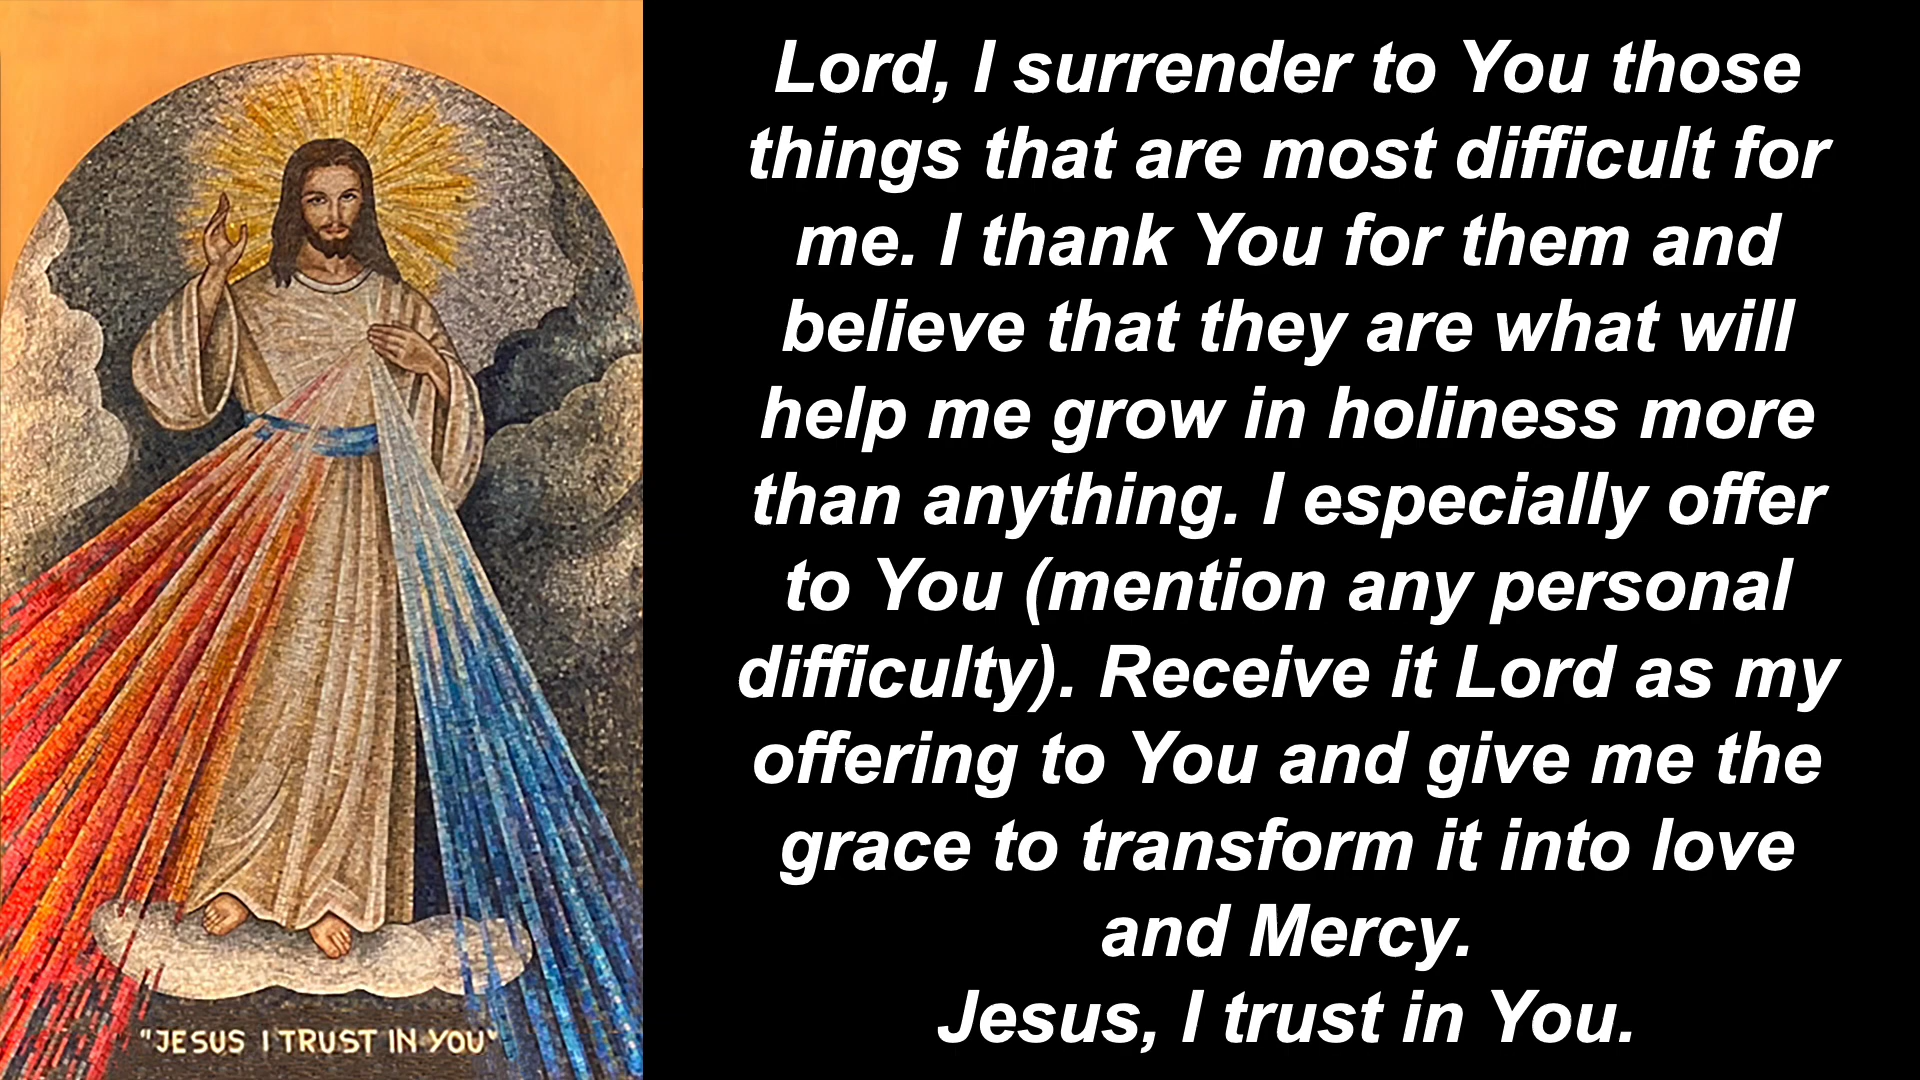 Lord, I surrender to You those
things that are most difficult for
me. I thank You for them and
believe that they are what will
help me grow in holiness more
than anything. I especially offer
to You (mention any personal
difficulty). Receive it Lord as my
offering to You and give me the
grace to transform it into love
and Mercy.
Jesus, I trust in You.
"JESUS I TRUST IN YOU"